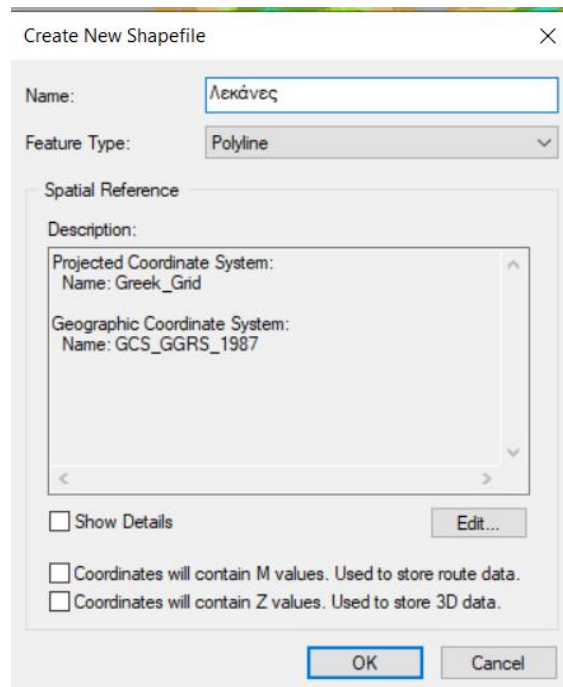 Create New Shapefile
Name: Λεκάνες
Feature Type: Polyline
Spatial Reference
Description:
Projected Coordinate System:
Name: Greek_Grid
Geographic Coordinate System:
Name: GCS_GGRS_1987
Show Details
Edit...
Coordinates will contain M values. Used to store route data.
Coordinates will contain Z values. Used to store 3D data.
OK Cancel